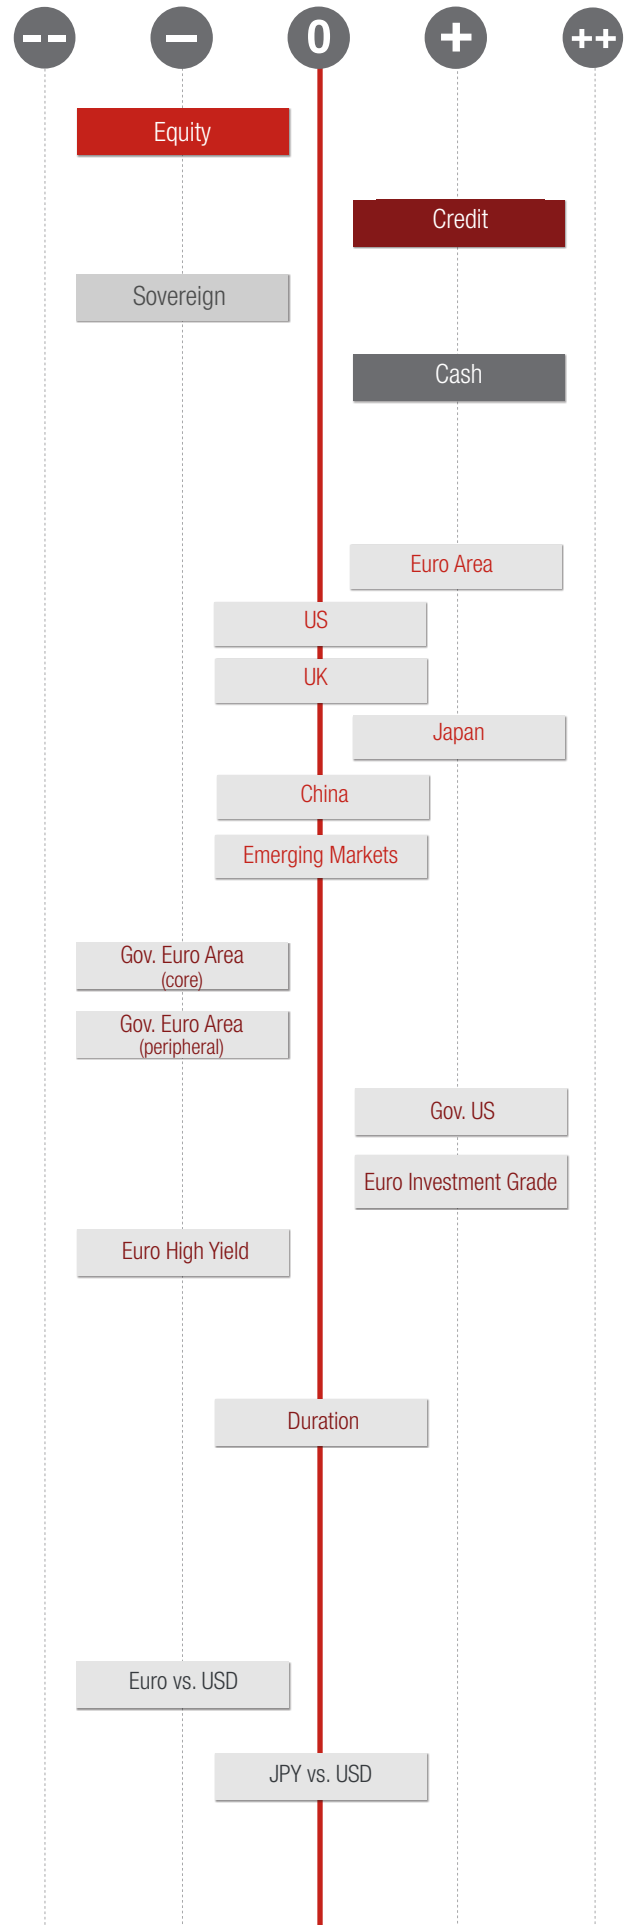 -- - 0 + ++
Equity
Credit
Sovereign
Cash
Euro Area
US
UK
Japan
China
Emerging Markets
Gov. Euro Area
(core)
Gov. Euro Area
(peripheral)
Gov. US
Euro Investment Grade
Euro High Yield
Duration
Euro vs. USD
JPY vs. USD